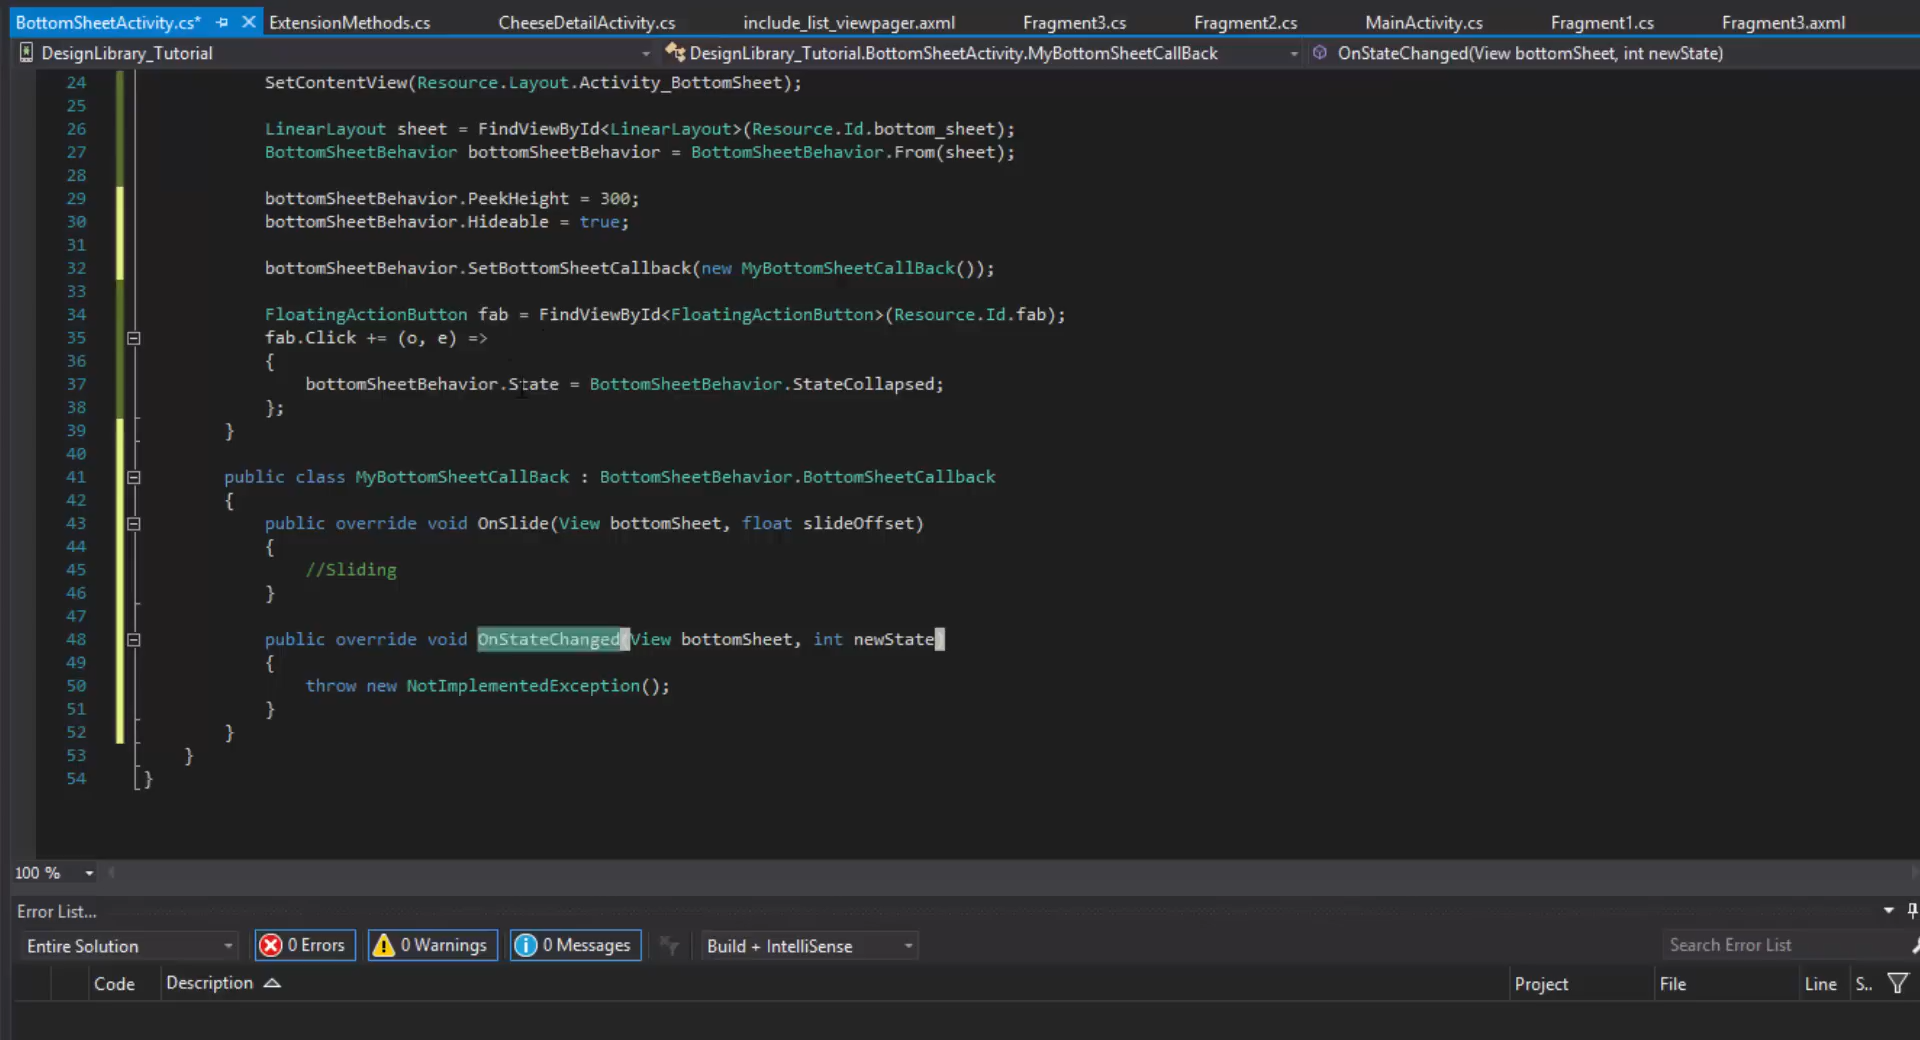 BottomSheetActivity.cs* ExtensionMethods.cs CheeseDetailActivity.cs include_list_viewpager.axml Fragment3.cs Fragment2.cs MainActivity.cs Fragment1.cs Fragment3.axml
DesignLibrary_Tutorial DesignLibrary_Tutorial.BottomSheetActivity.MyBottomSheetCallBack OnStateChanged(View bottomSheet, int newState)
24 SetContentView(Resource.Layout.Activity_BottomSheet);
25
26 LinearLayout sheet = FindViewById<LinearLayout>(Resource.Id.bottom_sheet);
27 BottomSheetBehavior bottomSheetBehavior = BottomSheetBehavior.From(sheet);
28
29 bottomSheetBehavior.PeekHeight = 300;
30 bottomSheetBehavior.Hideable = true;
31
32 bottomSheetBehavior.SetBottomSheetCallback(new MyBottomSheetCallBack());
33
34 FloatingActionButton fab = FindViewById<FloatingActionButton>(Resource.Id.fab);
35 fab.Click += (o, e) =>
36 {
37 bottomSheetBehavior.State = BottomSheetBehavior.StateCollapsed;
38 };
39 }
40
41 public class MyBottomSheetCallBack : BottomSheetBehavior.BottomSheetCallback
42 {
43 public override void OnSlide(View bottomSheet, float slideOffset)
44 {
45 //Sliding
46 }
47
48 public override void OnStateChanged(View bottomSheet, int newState)
49 {
50 throw new NotImplementedException();
51 }
52 }
53 }
54 }
100 %
Error List...
Entire Solution 0 Errors 0 Warnings 0 Messages Build + IntelliSense Search Error List
Code Description Project File Line S..